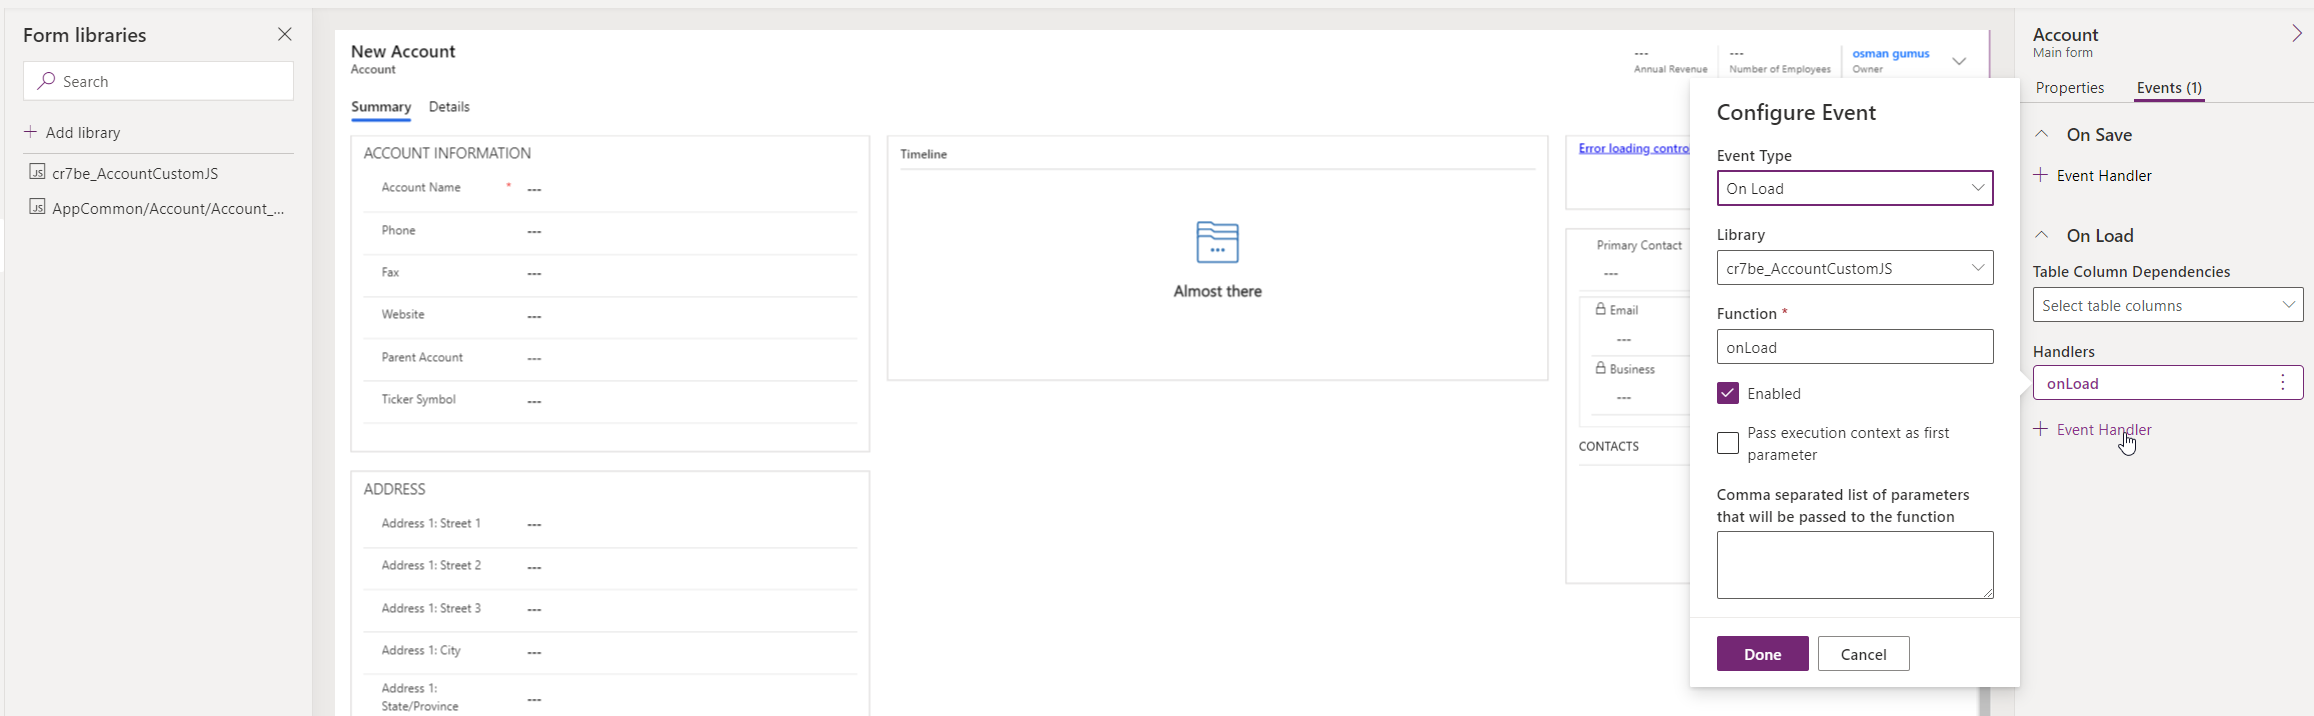 Form libraries
Search
Add library
cr7be_AccountCustomJS
AppCommon/Account/Account_...
New Account
Account
---
Annual Revenue
---
Number of Employees
osman gumus
Owner
Summary
Details
ACCOUNT INFORMATION
Account Name * ---
Phone ---
Fax ---
Website ---
Parent Account ---
Ticker Symbol ---
ADDRESS
Address 1: Street 1 ---
Address 1: Street 2 ---
Address 1: Street 3 ---
Address 1: City ---
Address 1:
State/Province ---
Timeline
Almost there
Error loading contro
Primary Contact
---
Email
---
Business
---
CONTACTS
Configure Event
Event Type
On Load
Library
cr7be_AccountCustomJS
Function *
onLoad
Enabled
Pass execution context as first
parameter
Comma separated list of parameters
that will be passed to the function
Done
Cancel
Account
Main form
Properties
Events (1)
On Save
Event Handler
On Load
Table Column Dependencies
Select table columns
Handlers
onLoad
Event Handler